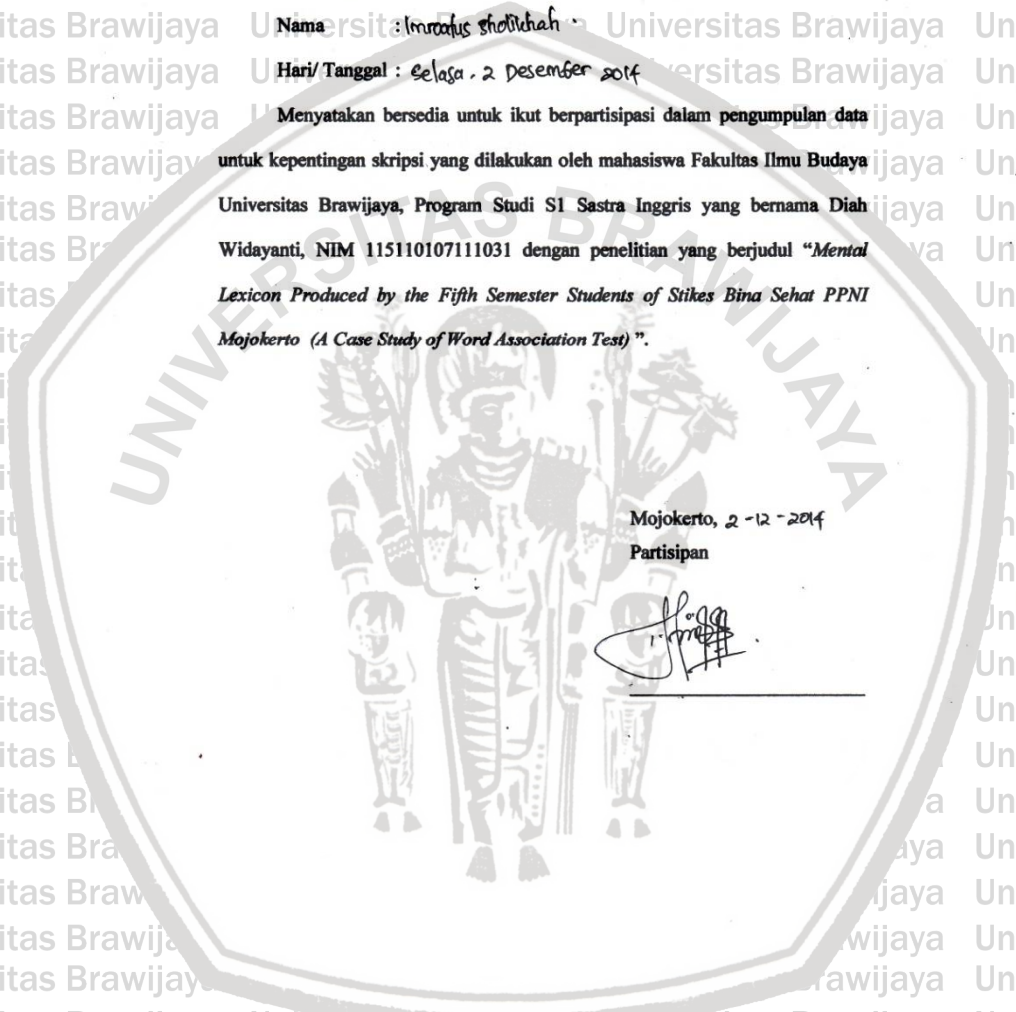 Nama : Imroatus sholikhah .
Hari/ Tanggal : Selasa . 2 Desember 2014
Menyatakan bersedia untuk ikut berpartisipasi dalam pengumpulan data
untuk kepentingan skripsi yang dilakukan oleh mahasiswa Fakultas Ilmu Budaya
Universitas Brawijaya, Program Studi S1 Sastra Inggris yang bernama Diah
Widayanti, NIM 115110107111031 dengan penelitian yang berjudul “Mental
Lexicon Produced by the Fifth Semester Students of Stikes Bina Sehat PPNI
Mojokerto (A Case Study of Word Association Test) ”.
UNIVERSITAS BRAWIJAYA
Mojokerto, 2 -12 - 2014
Partisipan